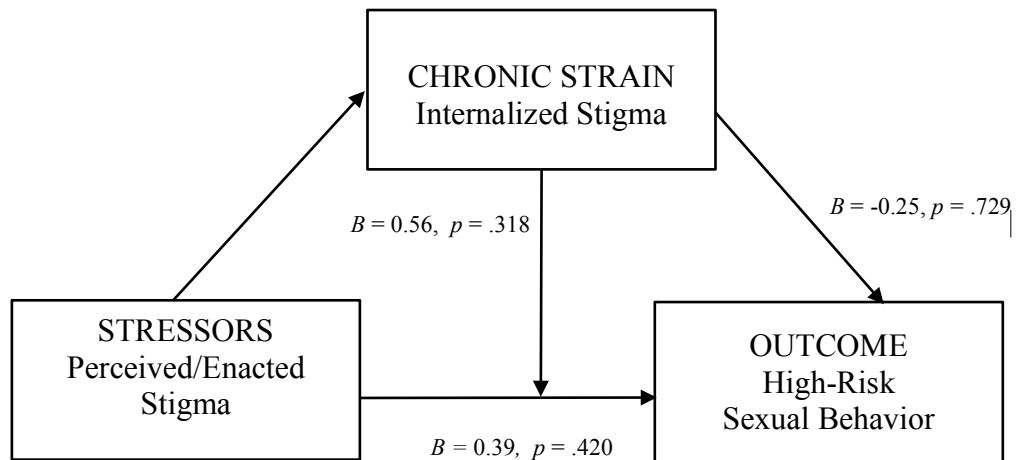 CHRONIC STRAIN
Internalized Stigma
B = 0.56, p = .318
B = -0.25, p = .729
STRESSORS
Perceived/Enacted
Stigma
OUTCOME
High-Risk
Sexual Behavior
B = 0.39, p = .420